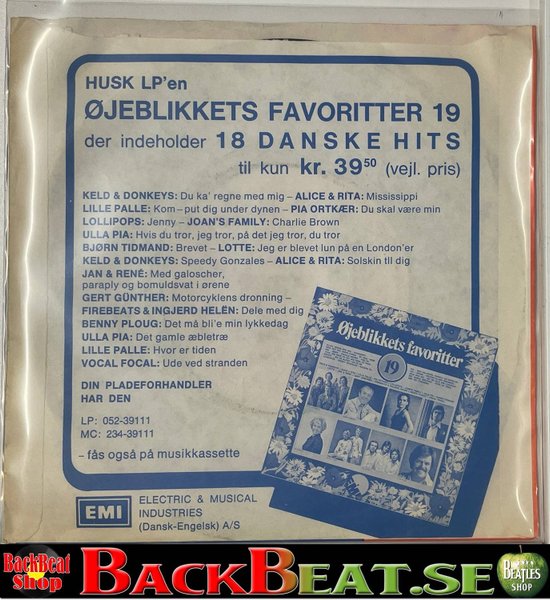 HUSK LP'en
ØJEBLIKKETS FAVORITTER 19
der indeholder 18 DANSKE HITS
til kun kr. 39⁵⁰ (vejl. pris)
KELD & DONKEYS: Du ka' regne med mig – ALICE & RITA: Mississippi
LILLE PALLE: Kom – put dig under dynen – PIA ORTKÆR: Du skal være min
LOLLIPOPS: Jenny – JOAN'S FAMILY: Charlie Brown
ULLA PIA: Hvis du tror, jeg tror, på det jeg tror, du tror
BJØRN TIDMAND: Brevet – LOTTE: Jeg er blevet lun på en London'er
KELD & DONKEYS: Speedy Gonzales – ALICE & RITA: Solskin til dig
JAN & RENÉ: Med galoscher,
paraply og bomuldsvat i ørene
GERT GÜNTHER: Motorcyklens dronning –
FIREBEATS & INGJERD HELÉN: Dele med dig
BENNY PLOUG: Det må bli'e min lykkedag
ULLA PIA: Det gamle æbletræ
LILLE PALLE: Hvor er tiden
VOCAL FOCAL: Ude ved stranden
Øjeblikkets favoritter
19
DIN PLADEFORHANDLER
HAR DEN
LP: 052-39111
MC: 234-39111
– fås også på musikkassette
EMI
ELECTRIC & MUSICAL
INDUSTRIES
(Dansk-Engelsk) A/S
BackBeat
Shop
BACKBEAT.SE
BEATLES
SHOP